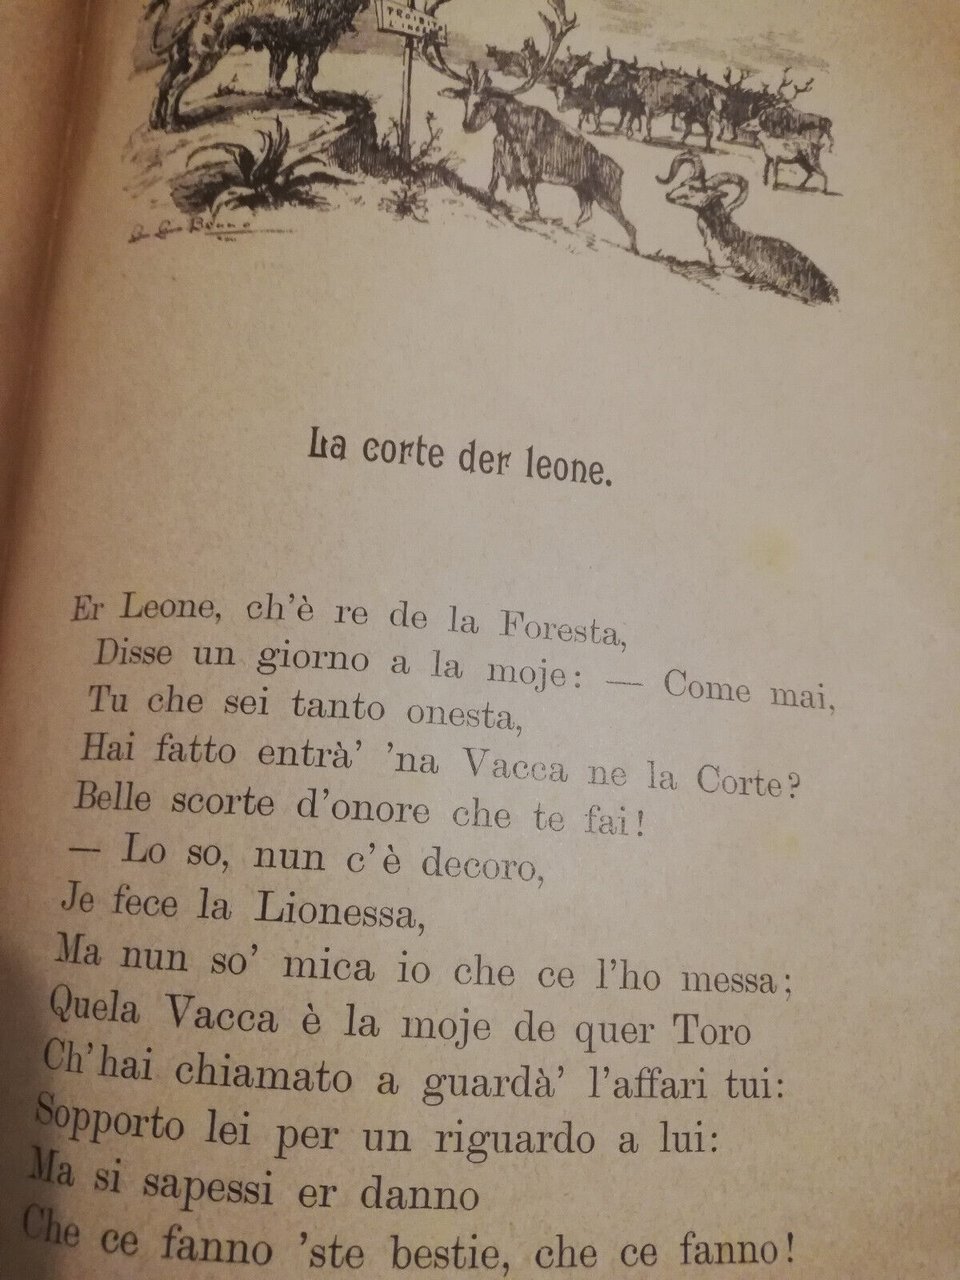 PROIBITO
Benno
La corte der leone.
Er Leone, ch'è re de la Foresta,
Disse un giorno a la moje: — Come mai,
Tu che sei tanto onesta,
Hai fatto entrà' 'na Vacca ne la Corte?
Belle scorte d'onore che te fai!
— Lo so, nun c'è decoro,
Je fece la Lionessa,
Ma nun so' mica io che ce l'ho messa;
Quela Vacca è la moje de quer Toro
Ch'hai chiamato a guardà' l'affari tui:
Sopporto lei per un riguardo a lui:
Ma si sapessi er danno
Che ce fanno 'ste bestie, che ce fanno!